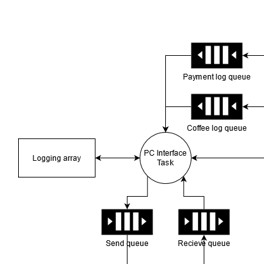 Payment log queue
Coffee log queue
PC Interface
Task
Logging array
Send queue
Recieve queue